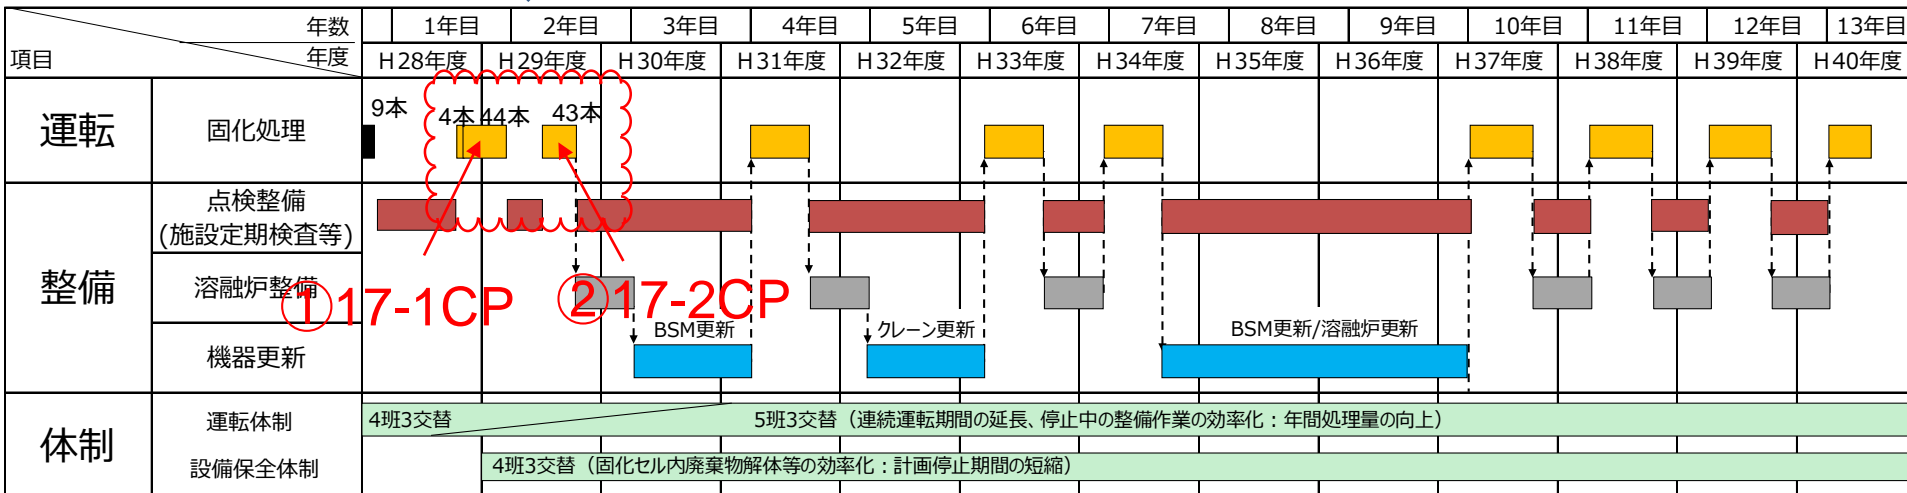 年数
1年目 2年目 3年目 4年目 5年目 6年目 7年目 8年目 9年目 10年目 11年目 12年目 13年目
項目 年度
H28年度 H29年度 H30年度 H31年度 H32年度 H33年度 H34年度 H35年度 H36年度 H37年度 H38年度 H39年度 H40年度
運転
固化処理
9本
4本 44本 43本
整備
点検整備
(施設定期検査等)
溶融炉整備
①17-1CP ②17-2CP
機器更新
BSM更新 クレーン更新 BSM更新/溶融炉更新
体制
運転体制
4班3交替 5班3交替（連続運転期間の延長、停止中の整備作業の効率化：年間処理量の向上）
設備保全体制
4班3交替（固化セル内廃棄物解体等の効率化：計画停止期間の短縮）